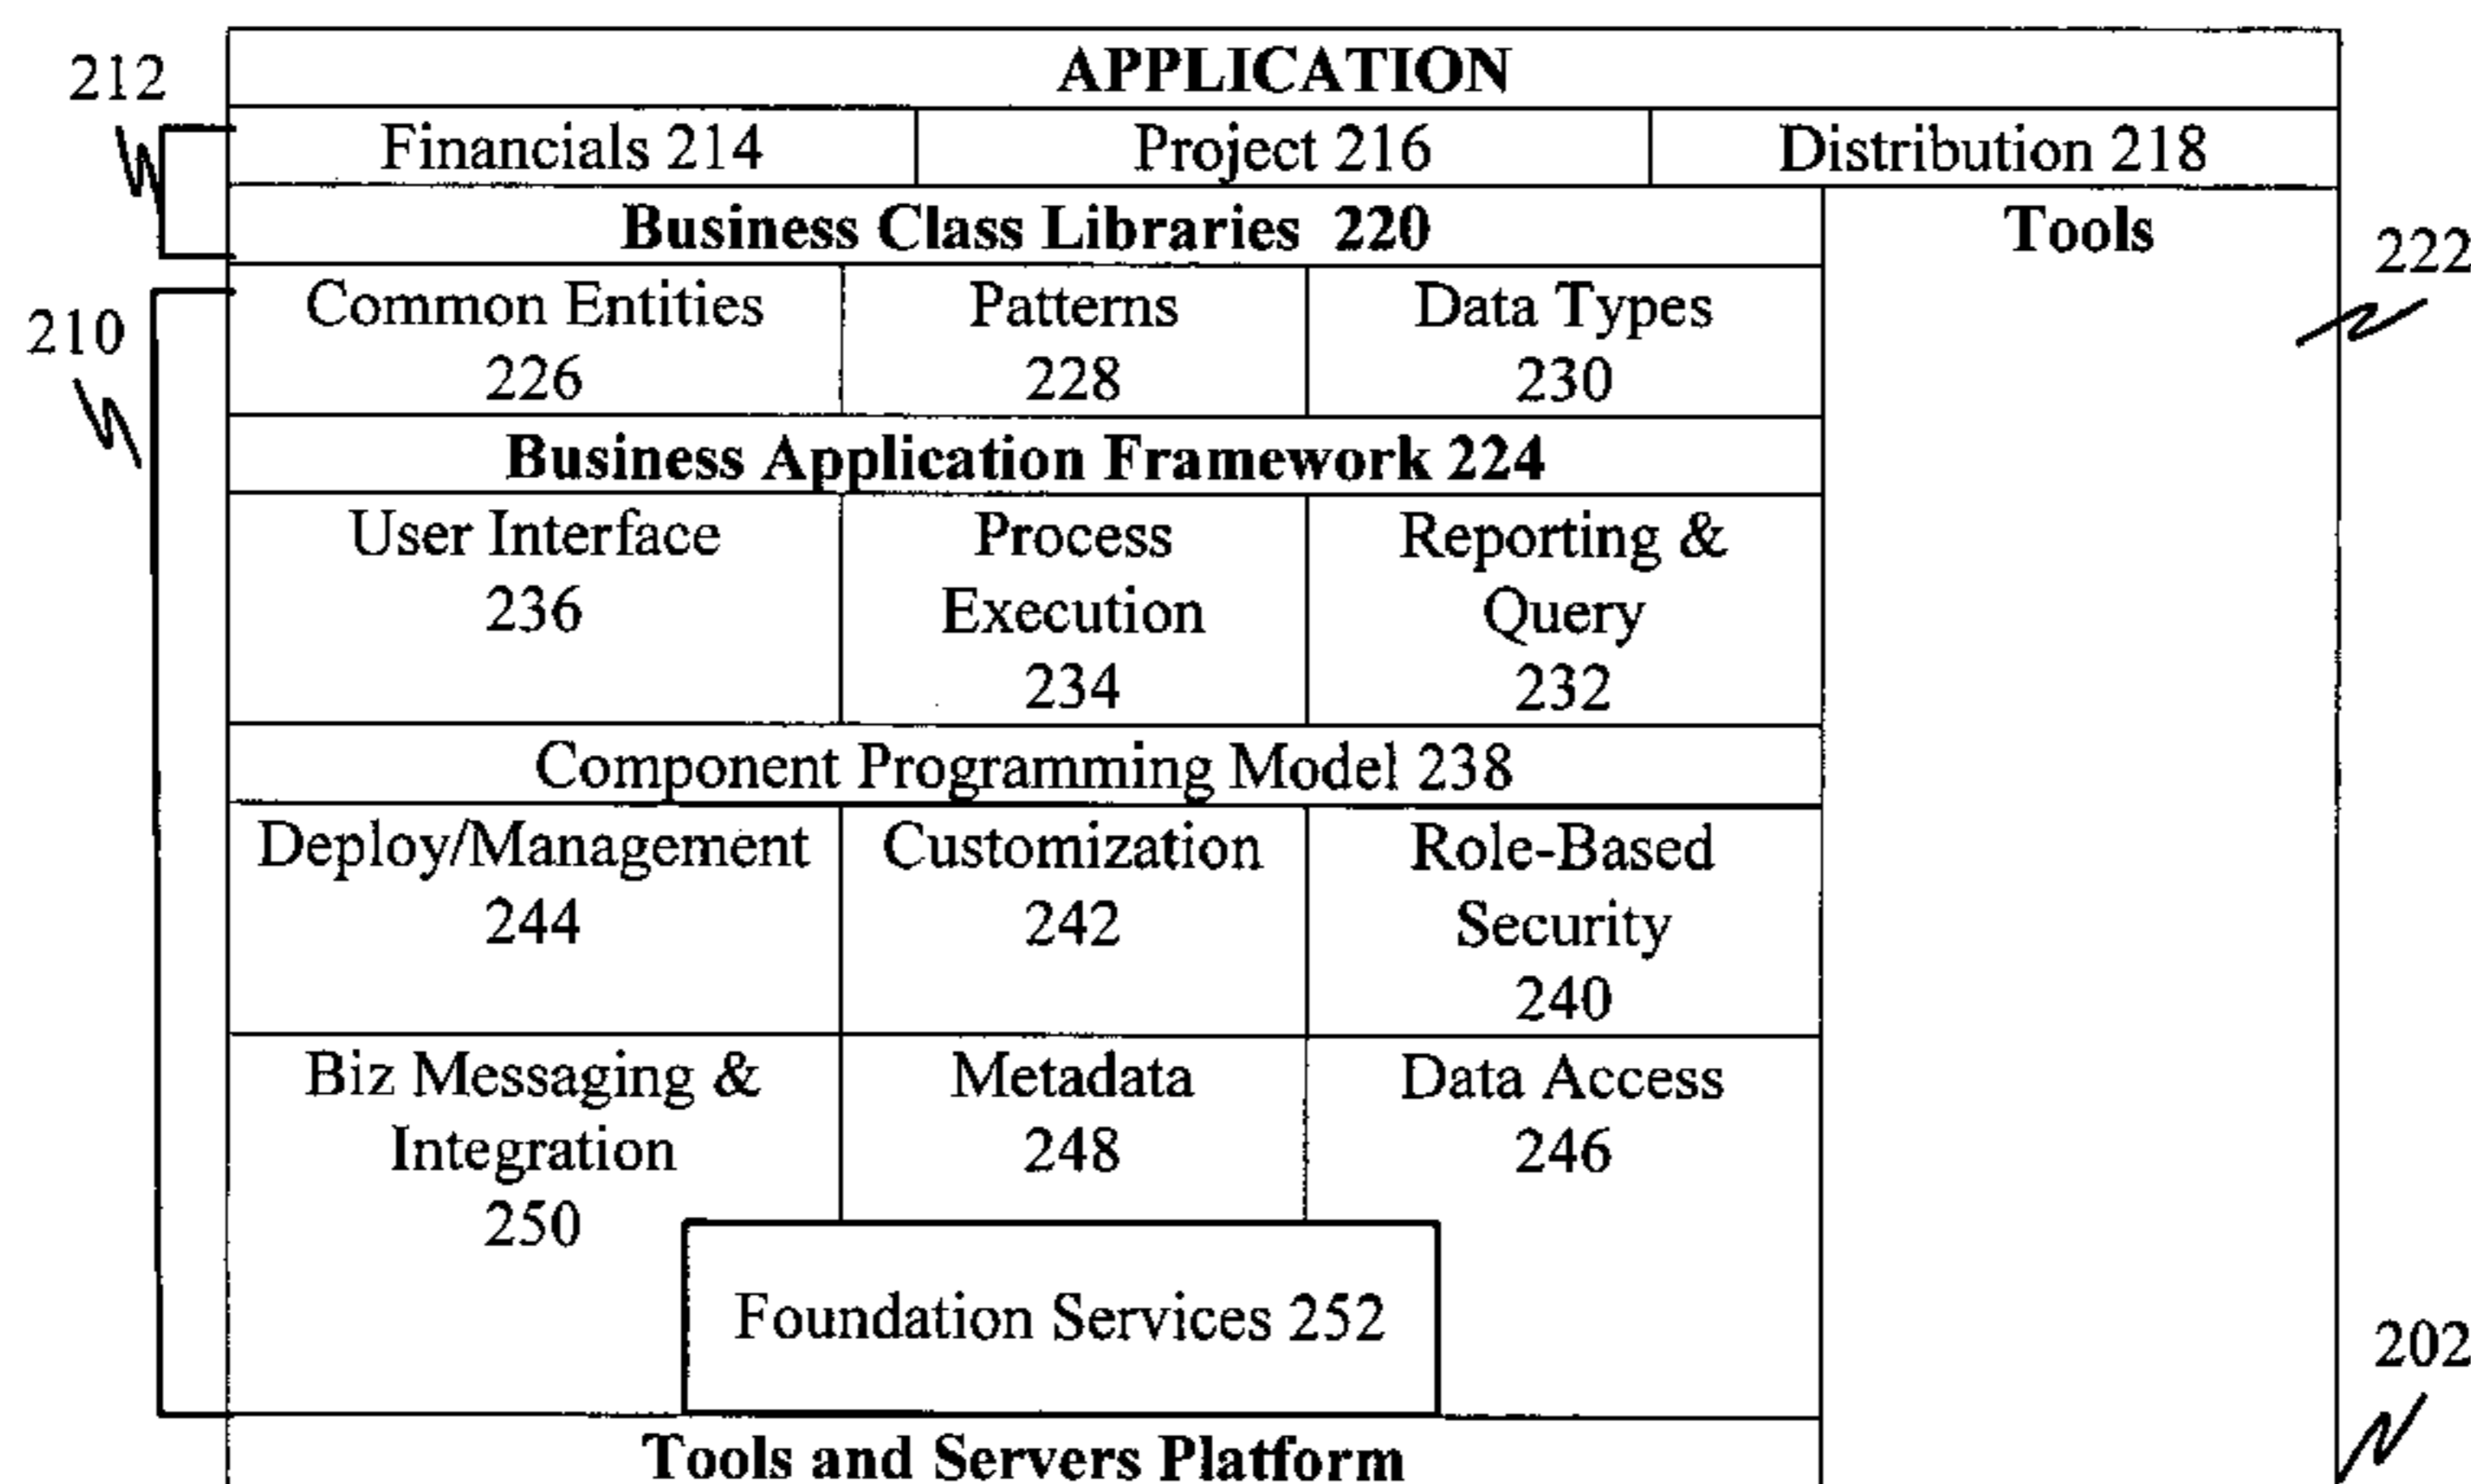 APPLICATION
212
Financials 214
Project 216
Distribution 218
Business Class Libraries 220
Tools
222
210
Common Entities
226
Patterns
228
Data Types
230
Business Application Framework 224
User Interface
236
Process
Execution
234
Reporting &
Query
232
Component Programming Model 238
Deploy/Management
244
Customization
242
Role-Based
Security
240
Biz Messaging &
Integration
250
Metadata
248
Data Access
246
Foundation Services 252
202
Tools and Servers Platform